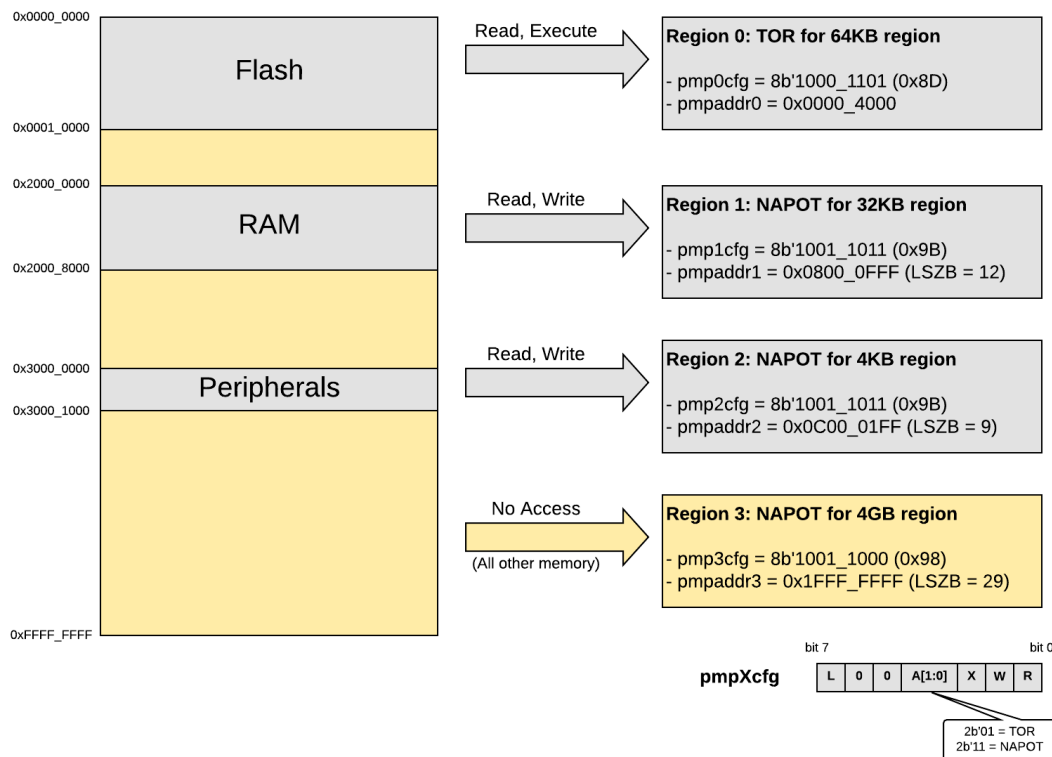 0x0000_0000
Flash
0x0001_0000
0x2000_0000
RAM
0x2000_8000
0x3000_0000
Peripherals
0x3000_1000
0xFFFF_FFFF
Read, Execute
Region 0: TOR for 64KB region
- pmp0cfg = 8b'1000_1101 (0x8D)
- pmpaddr0 = 0x0000_4000
Read, Write
Region 1: NAPOT for 32KB region
- pmp1cfg = 8b'1001_1011 (0x9B)
- pmpaddr1 = 0x0800_0FFF (LSZB = 12)
Read, Write
Region 2: NAPOT for 4KB region
- pmp2cfg = 8b'1001_1011 (0x9B)
- pmpaddr2 = 0x0C00_01FF (LSZB = 9)
No Access
(All other memory)
Region 3: NAPOT for 4GB region
- pmp3cfg = 8b'1001_1000 (0x98)
- pmpaddr3 = 0x1FFF_FFFF (LSZB = 29)
bit 7 bit 0
pmpXcfg
L 0 0 A[1:0] X W R
2b'01 = TOR
2b'11 = NAPOT